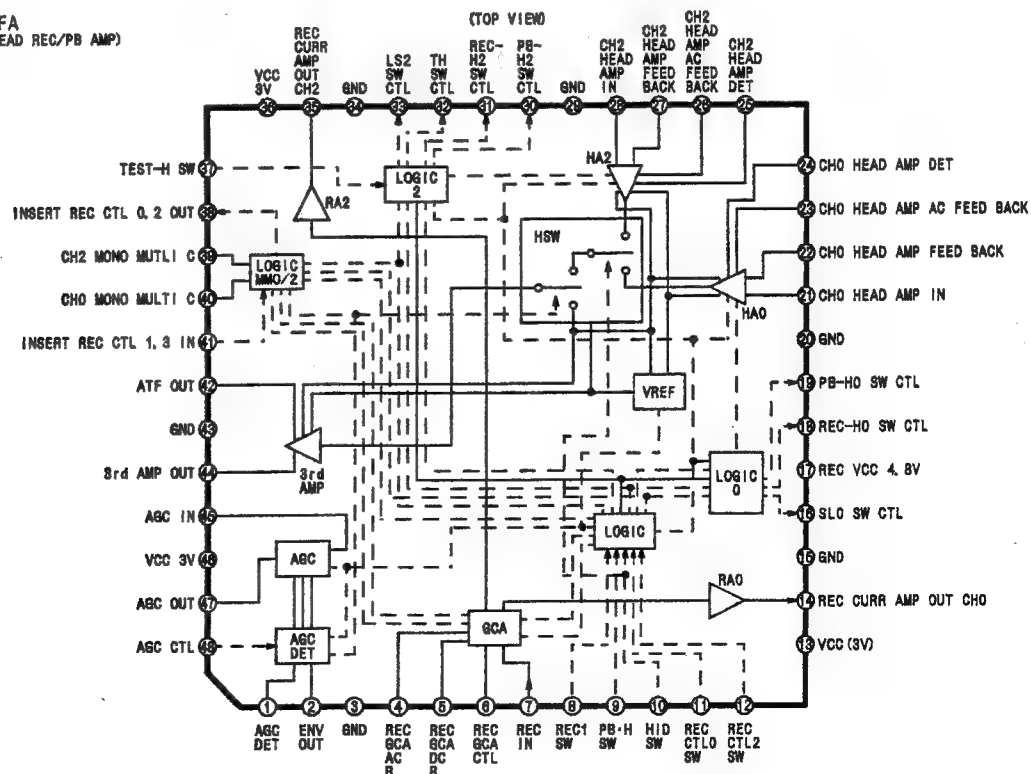 FA
EAD REC/PB AMP)
(TOP VIEW)
VCC 3V
REC CURR AMP OUT CH2
GND
LS2 SW CTL
TH SW CTL
REC-H2 SW CTL
PB-H2 SW CTL
GND
CH2 HEAD AMP IN
CH2 HEAD AMP FEED BACK
CH2 HEAD AMP AC FEED BACK
CH2 HEAD AMP DET
36 35 34 33 32 31 30 29 28 27 26 25
TEST-H SW 37
INSERT REC CTL 0, 2 OUT 38
CH2 MONO MUTLI C 39
CH0 MONO MULTI C 40
INSERT REC CTL 1, 3 IN 41
ATF OUT 42
GND 43
3rd AMP OUT 44
AGC IN 45
VCC 3V 46
AGC OUT 47
AGC CTL 48
RA2
LOGIC 2
HA2
HSW
LOGIC MM0/2
HA0
VREF
3rd AMP
LOGIC 0
LOGIC
AGC
RA0
GCA
AGC DET
24 CH0 HEAD AMP DET
23 CH0 HEAD AMP AC FEED BACK
22 CH0 HEAD AMP FEED BACK
21 CH0 HEAD AMP IN
20 GND
19 PB-H0 SW CTL
18 REC-H0 SW CTL
17 REC VCC 4.8V
16 SL0 SW CTL
15 GND
14 REC CURR AMP OUT CH0
13 VCC (3V)
1 2 3 4 5 6 7 8 9 10 11 12
AGC DET
ENV OUT
GND
REC GCA AC R
REC GCA DC R
REC GCA CTL
REC IN
REC1 SW
PB·H SW
HID SW
REC CTL0 SW
REC CTL2 SW